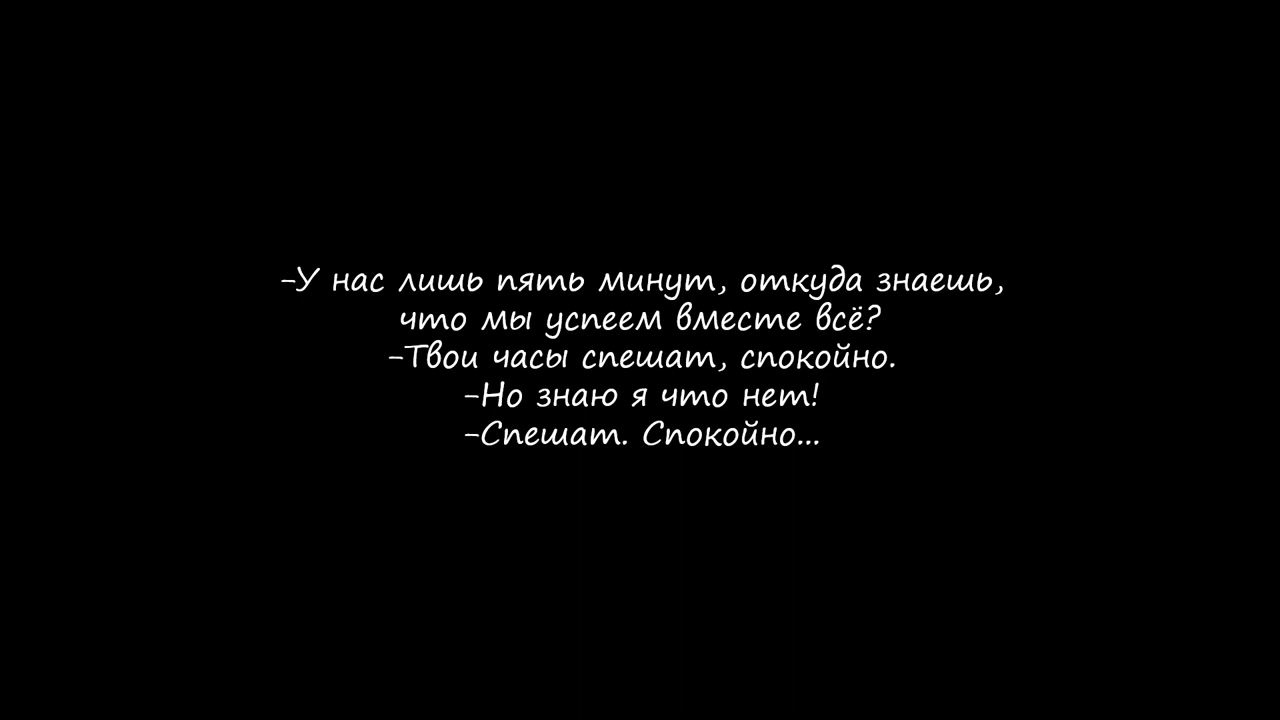 -У нас лишь пять минут, откуда знаешь,
что мы успеем вместе всё?
-Твои часы спешат, спокойно.
-Но знаю я что нет!
-Спешат. Спокойно...